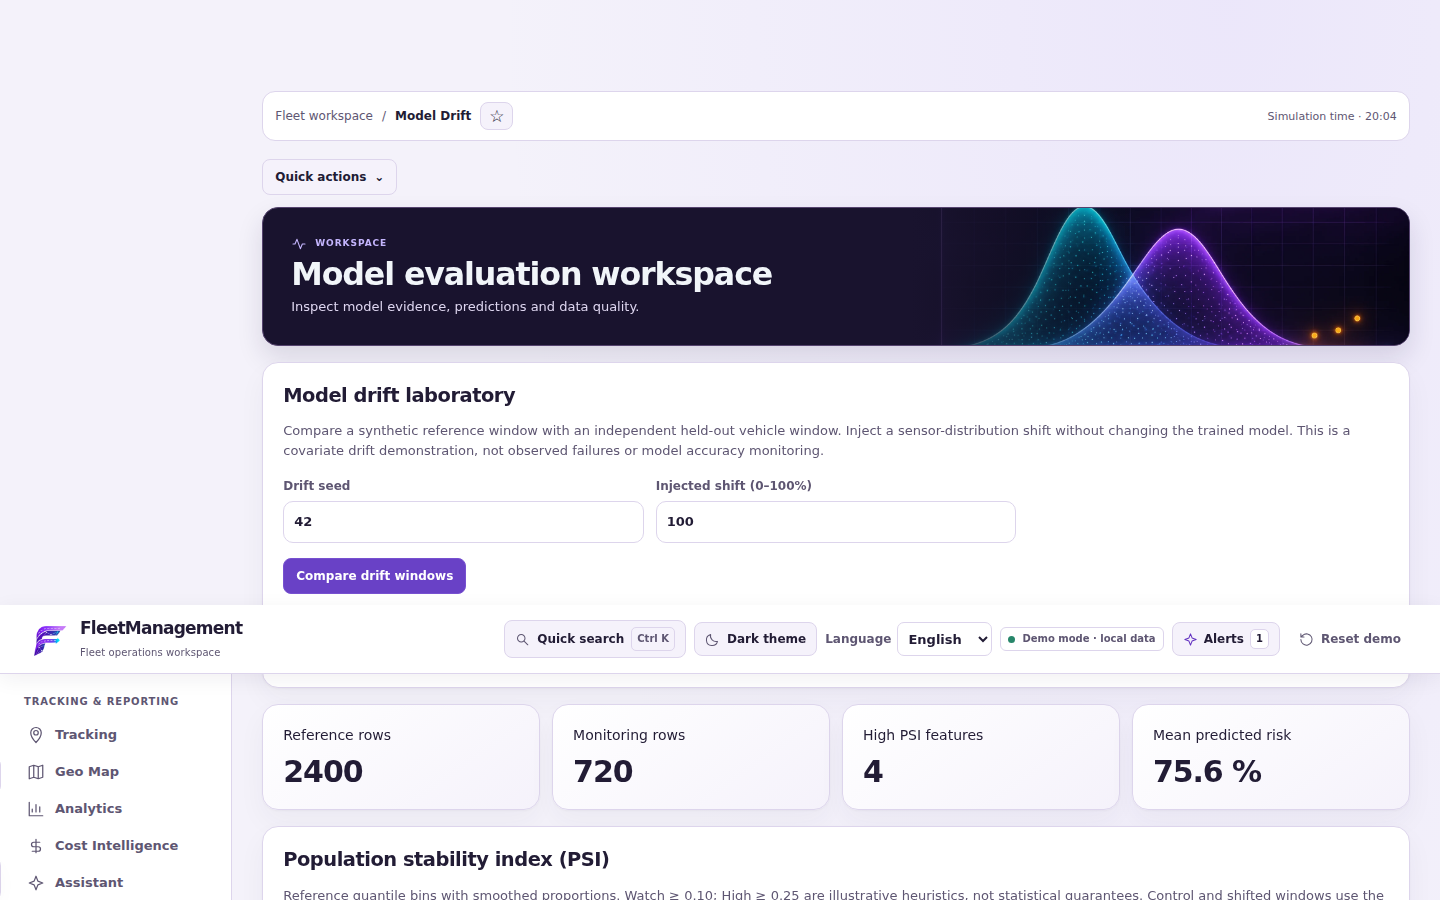 Fleet workspace / Model Drift ☆
Simulation time · 20:04
Quick actions
WORKSPACE
Model evaluation workspace
Inspect model evidence, predictions and data quality.
Model drift laboratory
Compare a synthetic reference window with an independent held-out vehicle window. Inject a sensor-distribution shift without changing the trained model. This is a
covariate drift demonstration, not observed failures or model accuracy monitoring.
Drift seed
Injected shift (0–100%)
42
100
Compare drift windows
FleetManagement
Fleet operations workspace
Quick search Ctrl K
Dark theme
Language English
Demo mode · local data
Alerts 1
Reset demo
TRACKING & REPORTING
Tracking
Geo Map
Analytics
Cost Intelligence
Assistant
Reference rows
2400
Monitoring rows
720
High PSI features
4
Mean predicted risk
75.6 %
Population stability index (PSI)
Reference quantile bins with smoothed proportions. Watch ≥ 0.10; High ≥ 0.25 are illustrative heuristics, not statistical guarantees. Control and shifted windows use the